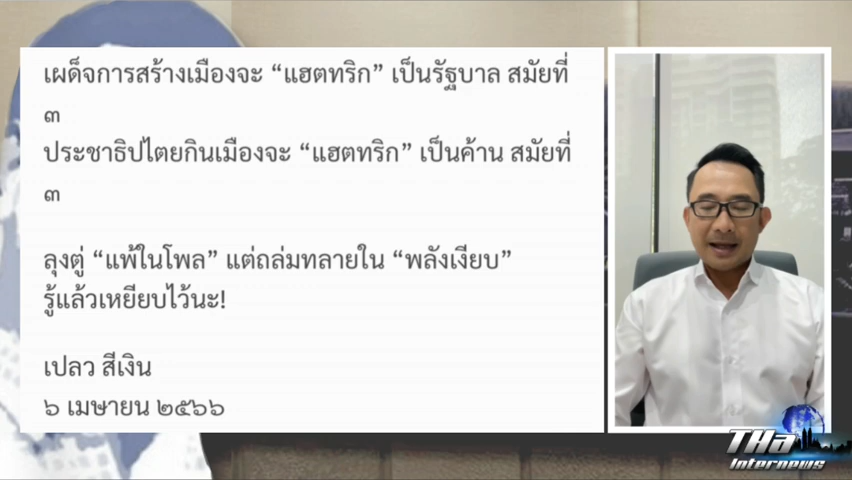 เผด็จการสร้างเมืองจะ “แฮตทริก” เป็นรัฐบาล สมัยที่
๓
ประชาธิปไตยกินเมืองจะ “แฮตทริก” เป็นค้าน สมัยที่
๓
ลุงตู่ “แพ้ในโพล” แต่ถล่มทลายใน “พลังเงียบ”
รู้แล้วเหยียบไว้นะ!
เปลว สีเงิน
๖ เมษายน ๒๕๖๖
THa
Internews